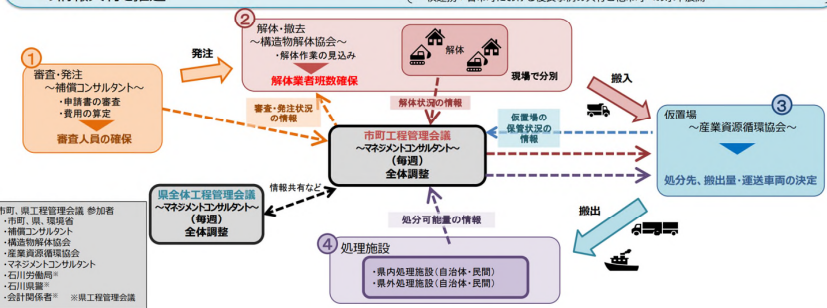 ①
審査・発注
～補償コンサルタント～
・申請書の審査
・費用の算定
審査人員の確保
発注
②
解体・撤去
～構造物解体協会～
・解体作業の見込み
解体業者班数確保
解体
現場で分別
搬入
審査・発注状況
の情報
解体状況の情報
仮置場の
保管状況の
情報
③
仮置場
～産業資源循環協会～
処分先、搬出量・運送車両の決定
市町工程管理会議
～マネジメントコンサルタント～
（毎週）
全体調整
県全体工程管理会議
～マネジメントコンサルタント～
（毎週）
全体調整
情報共有など
処分可能量の情報
搬出
④
処理施設
・県内処理施設（自治体・民間）
・県外処理施設（自治体・民間）
市町、県工程管理会議 参加者
・市町、県、環境省
・補償コンサルタント
・構造物解体協会
・産業資源循環協会
・マネジメントコンサルタント
・石川労働局※
・石川県警※
・会計関係者※ ※県工程管理会議